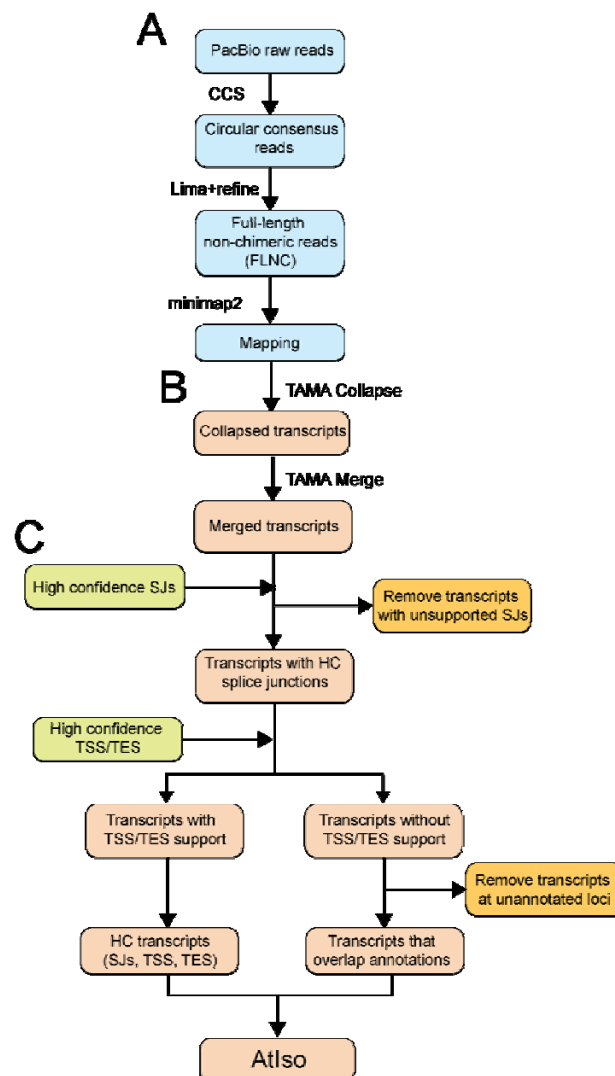 A
PacBio raw reads
CCS
Circular consensus
reads
Lima+refine
Full-length
non-chimeric reads
(FLNC)
minimap2
Mapping
B
TAMA Collapse
Collapsed transcripts
TAMA Merge
Merged transcripts
C
High confidence SJs
Remove transcripts
with unsupported SJs
Transcripts with HC
splice junctions
High confidence
TSS/TES
Transcripts with
TSS/TES support
Transcripts without
TSS/TES support
Remove transcripts
at unannotated loci
HC transcripts
(SJs, TSS, TES)
Transcripts that
overlap annotations
AtIso